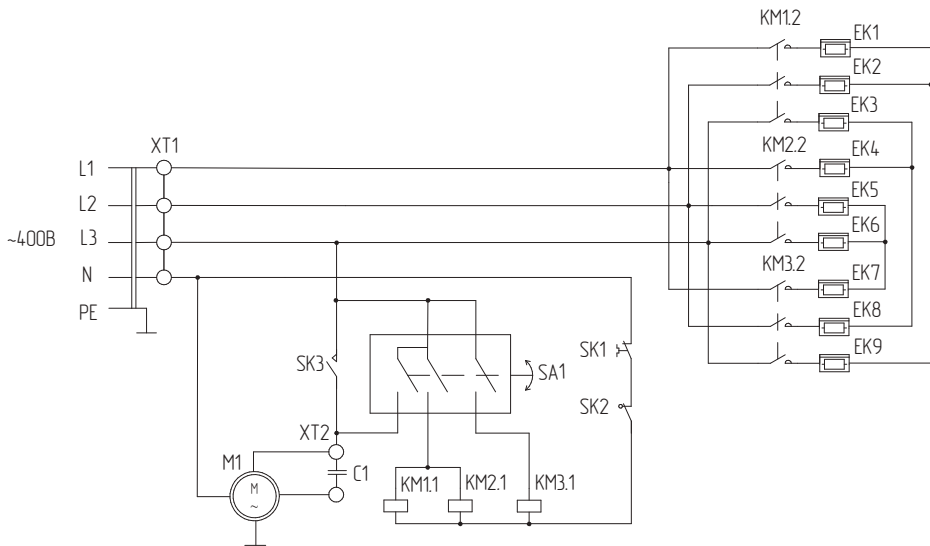 KM1.2
EK1
EK2
EK3
KM2.2
EK4
EK5
EK6
KM3.2
EK7
EK8
EK9
XT1
L1
L2
~400В
L3
N
PE
SK3
SA1
SK1
SK2
XT2
M1
C1
M
~
KM1.1
KM2.1
KM3.1